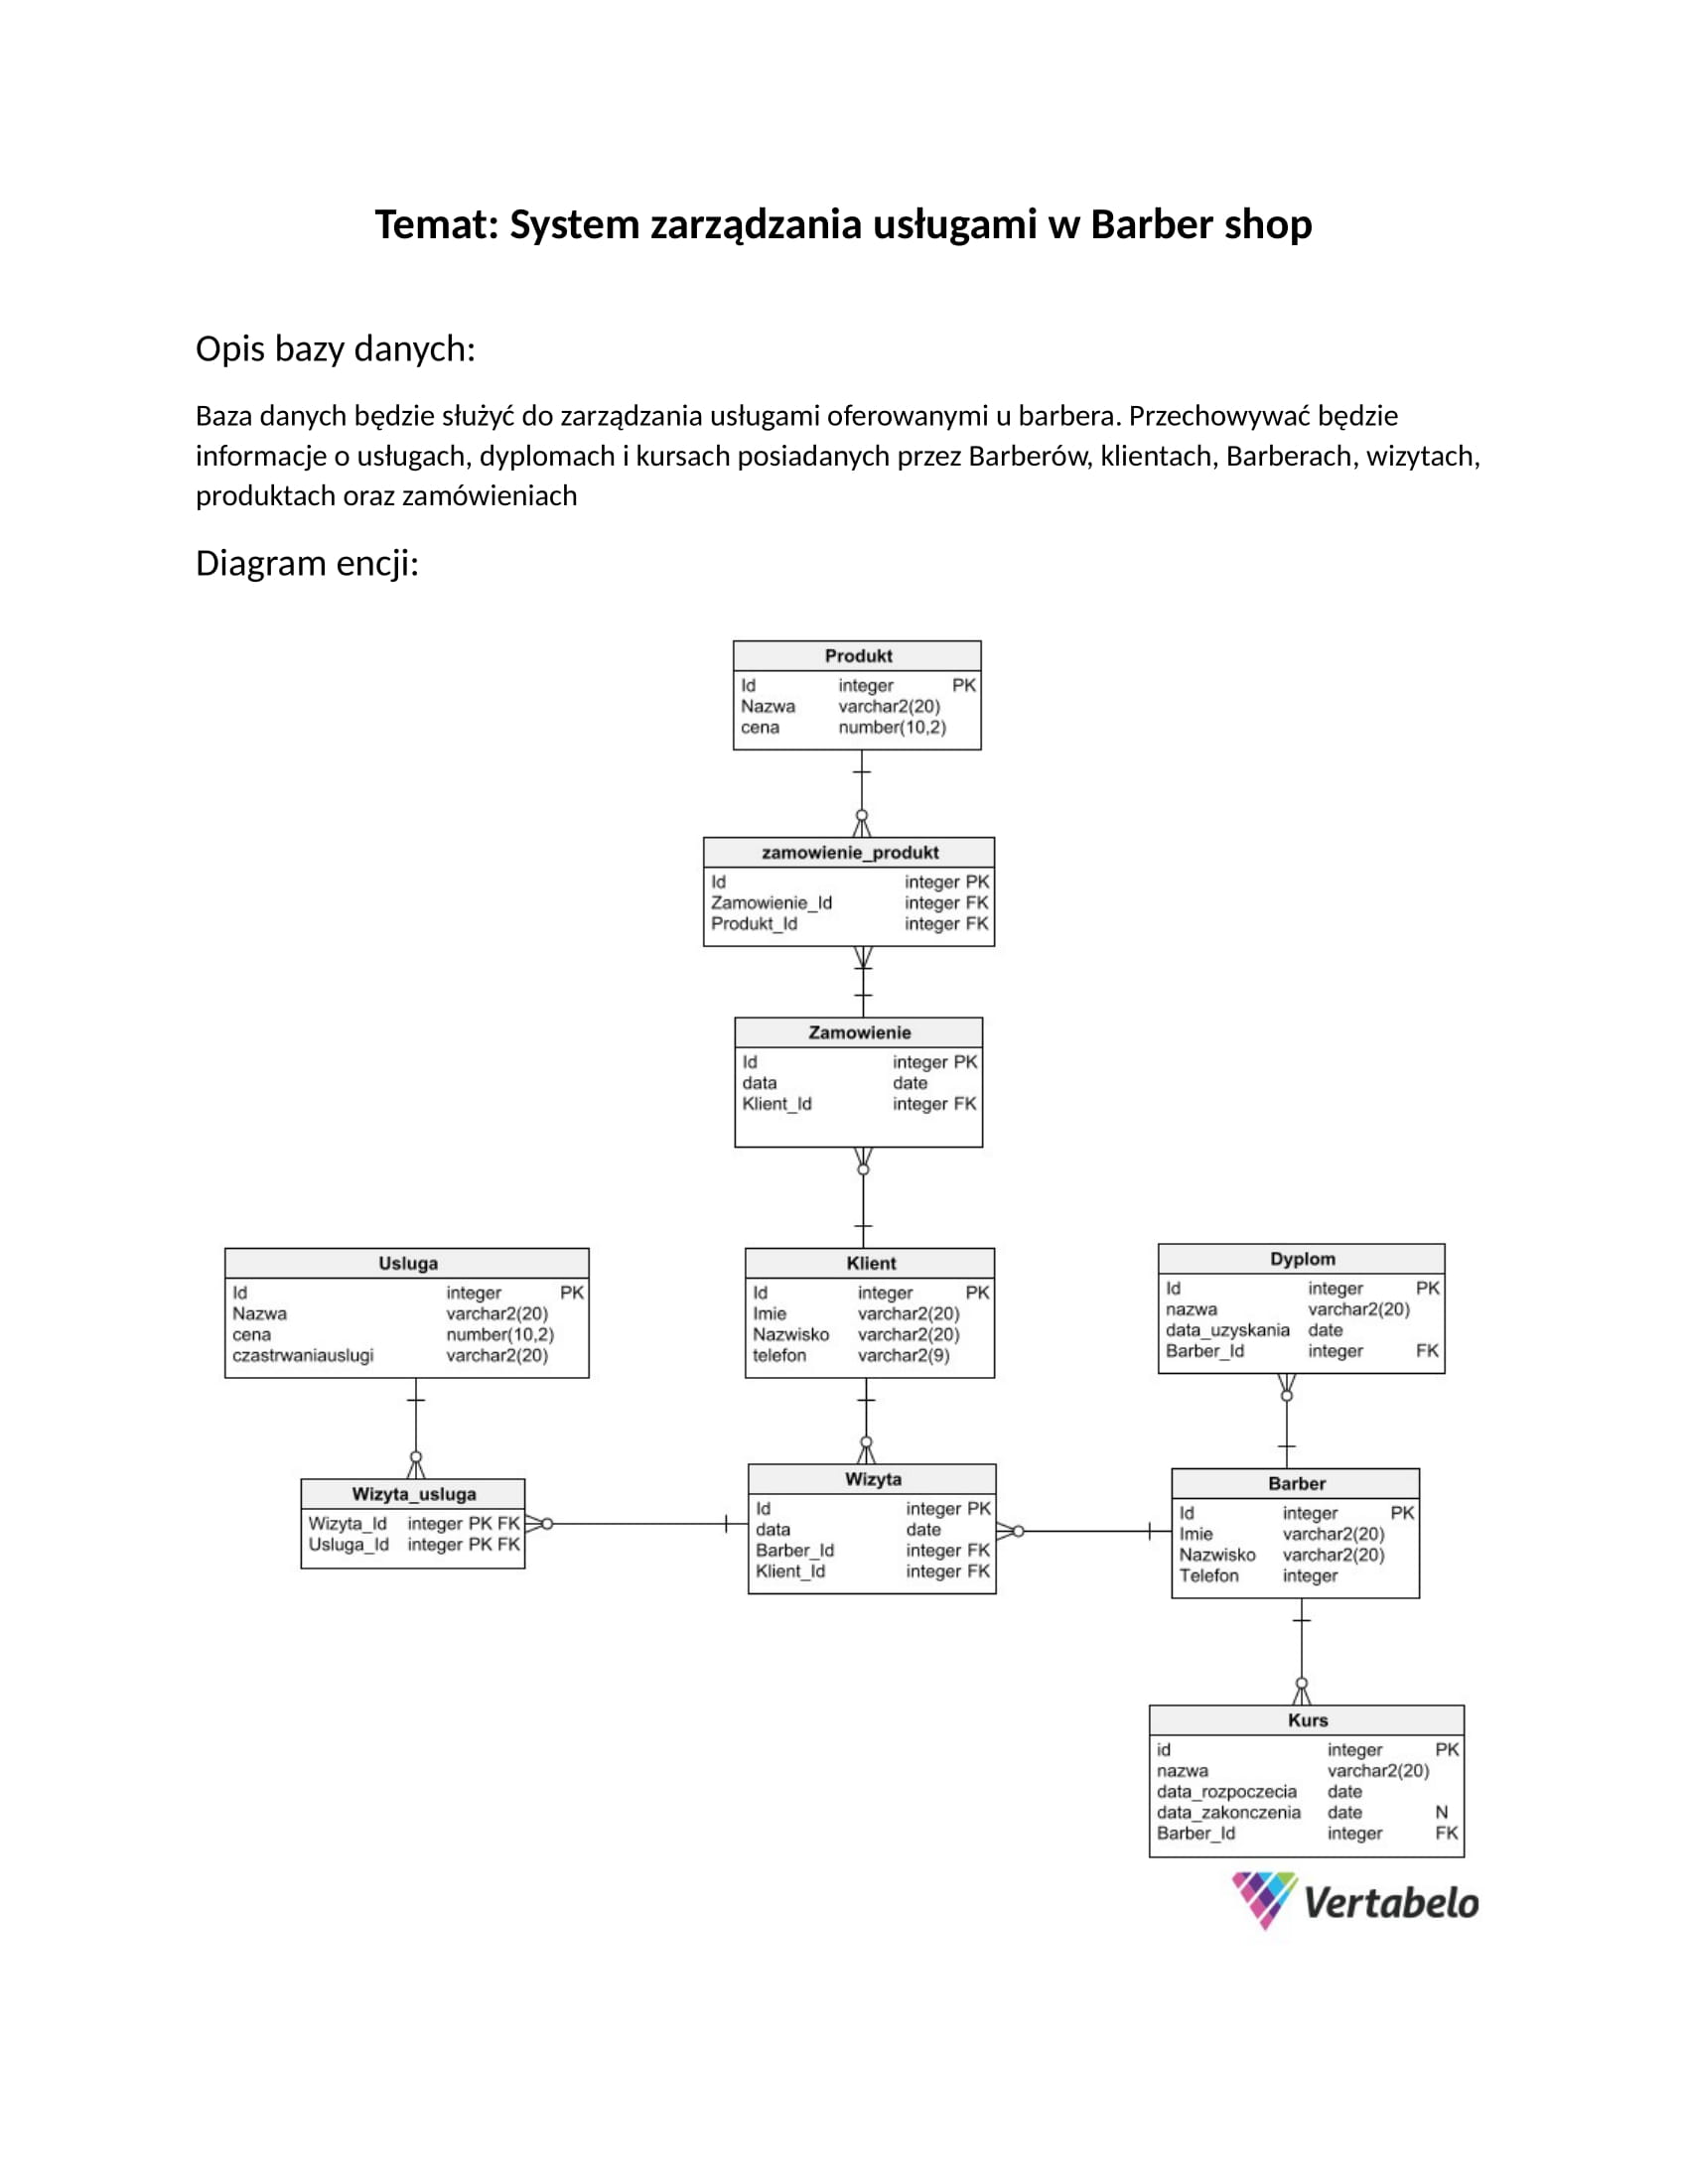 Temat: System zarządzania usługami w Barber shop
Opis bazy danych:
Baza danych będzie służyć do zarządzania usługami oferowanymi u barbera. Przechowywać będzie
informacje o usługach, dyplomach i kursach posiadanych przez Barberów, klientach, Barberach, wizytach,
produktach oraz zamówieniach
Diagram encji:
Produkt
Id integer PK
Nazwa varchar2(20)
cena number(10,2)
zamowienie_produkt
Id integer PK
Zamowienie_Id integer FK
Produkt_Id integer FK
Zamowienie
Id integer PK
data date
Klient_Id integer FK
Usluga
Id integer PK
Nazwa varchar2(20)
cena number(10,2)
czastrwaniauslugi varchar2(20)
Klient
Id integer PK
Imie varchar2(20)
Nazwisko varchar2(20)
telefon varchar2(9)
Dyplom
Id integer PK
nazwa varchar2(20)
data_uzyskania date
Barber_Id integer FK
Wizyta_usluga
Wizyta_Id integer PK FK
Usluga_Id integer PK FK
Wizyta
Id integer PK
data date
Barber_Id integer FK
Klient_Id integer FK
Barber
Id integer PK
Imie varchar2(20)
Nazwisko varchar2(20)
Telefon integer
Kurs
id integer PK
nazwa varchar2(20)
data_rozpoczecia date
data_zakonczenia date N
Barber_Id integer FK
Vertabelo